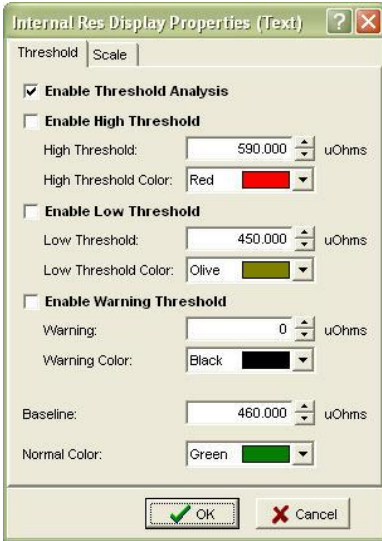 Internal Res Display Properties (Text)
Threshold Scale
Enable Threshold Analysis
Enable High Threshold
High Threshold: 590.000 uOhms
High Threshold Color: Red
Enable Low Threshold
Low Threshold: 450.000 uOhms
Low Threshold Color: Olive
Enable Warning Threshold
Warning: 0 uOhms
Warning Color: Black
Baseline: 460.000 uOhms
Normal Color: Green
OK Cancel